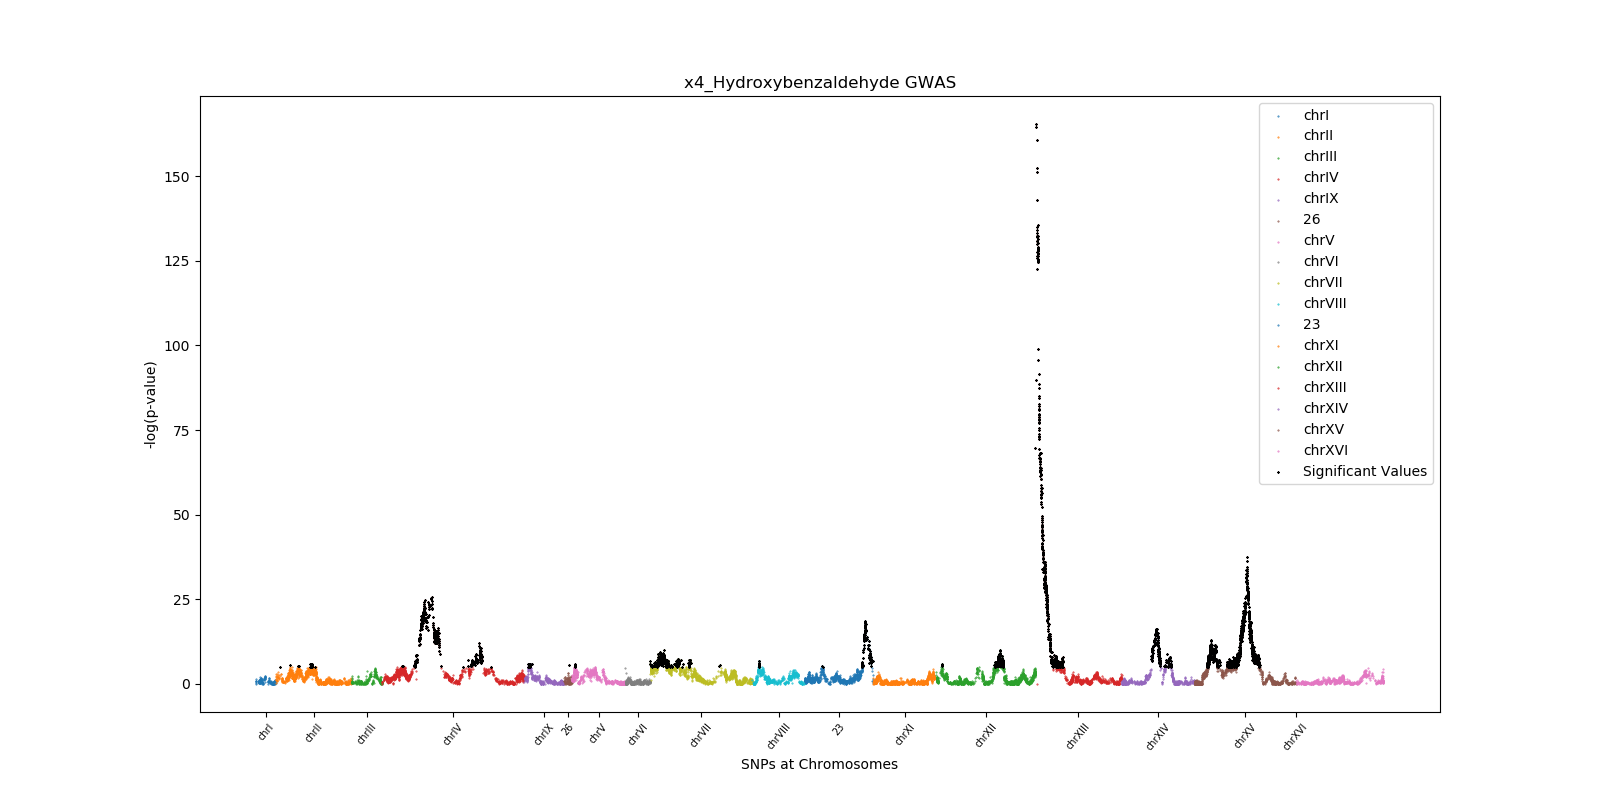 x4_Hydroxybenzaldehyde GWAS
-log(p-value)
150
125
100
75
50
25
0
chrI
chrII
chrIII
chrIV
chrIX
26
chrV
chrVI
chrVII
chrVIII
23
chrXI
chrXII
chrXIII
chrXIV
chrXV
chrXVI
Significant Values
chrI
chrII
chrIII
chrIV
chrIX
26
chrV
chrVI
chrVII
chrVIII
23
chrXI
chrXII
chrXIII
chrXIV
chrXV
chrXVI
SNPs at Chromosomes